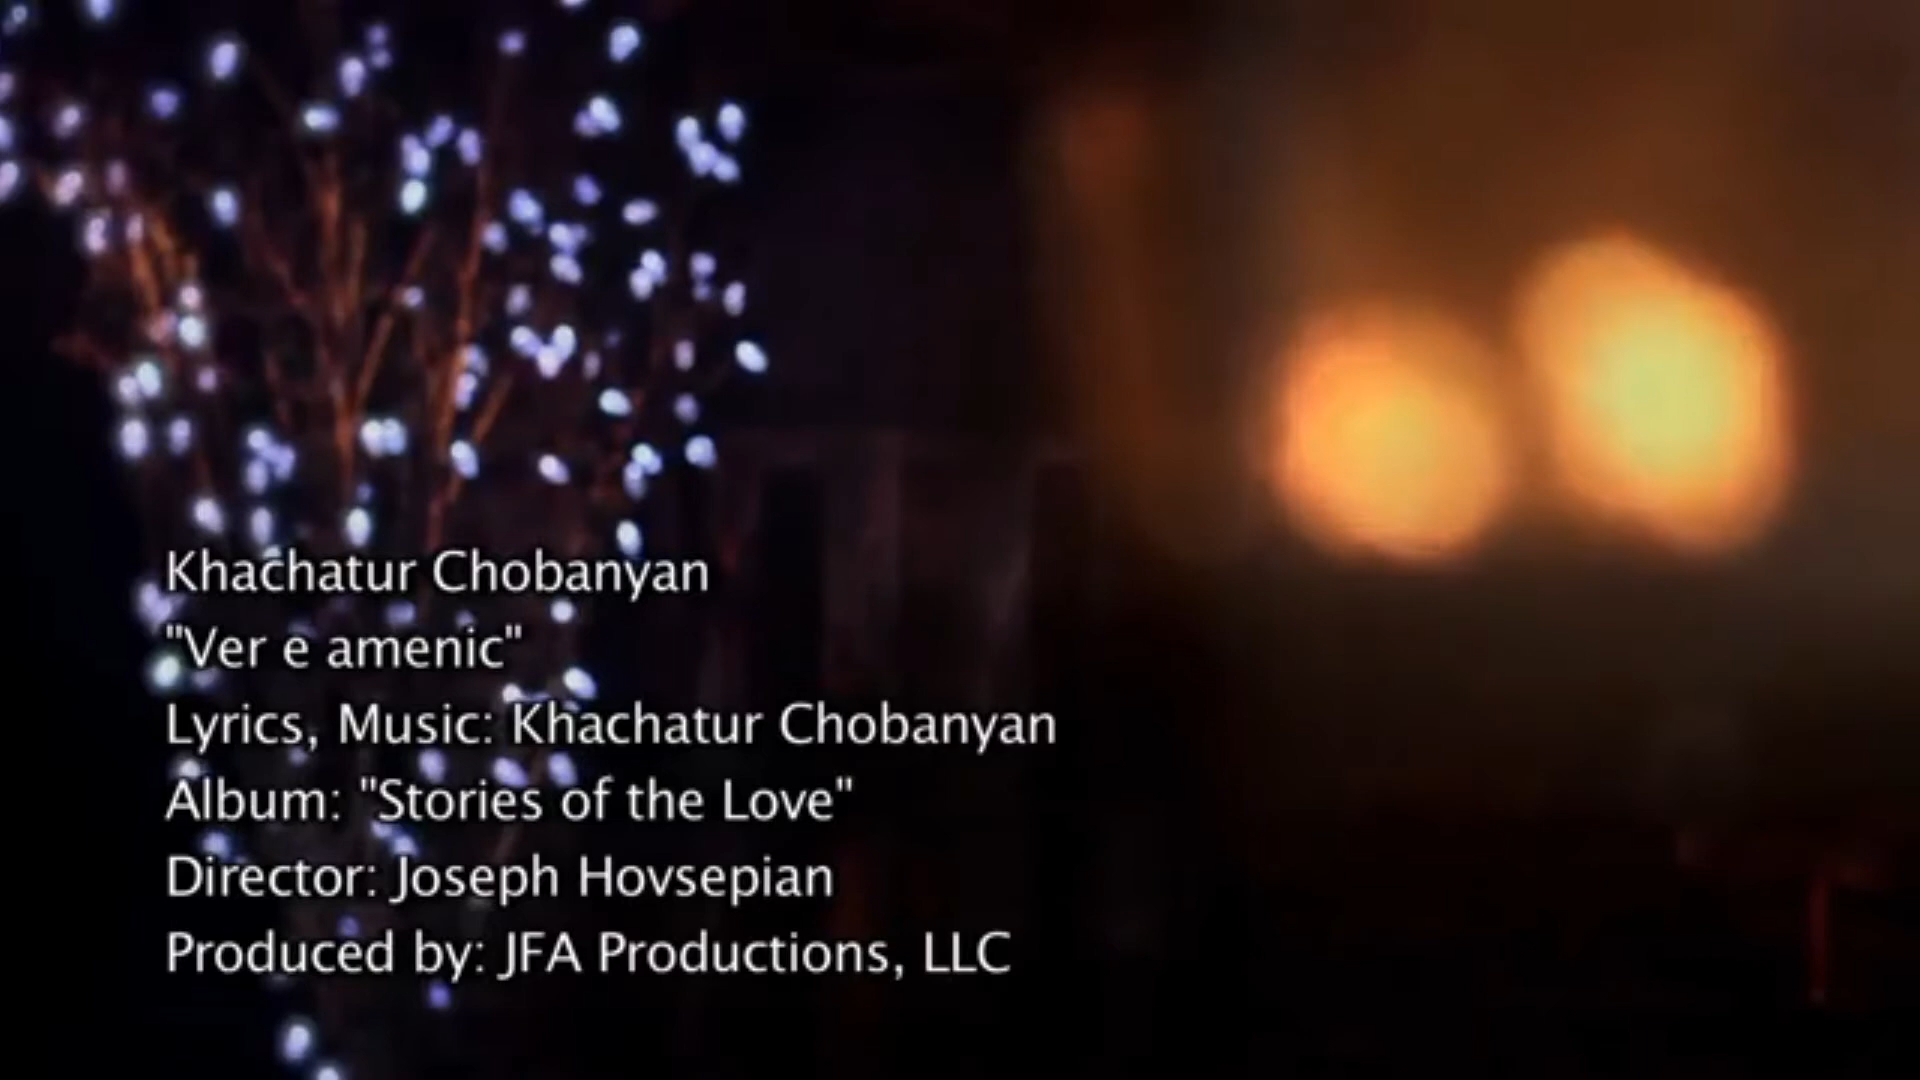 Khachatur Chobanyan
"Ver e amenic"
Lyrics, Music: Khachatur Chobanyan
Album: "Stories of the Love"
Director: Joseph Hovsepian
Produced by: JFA Productions, LLC